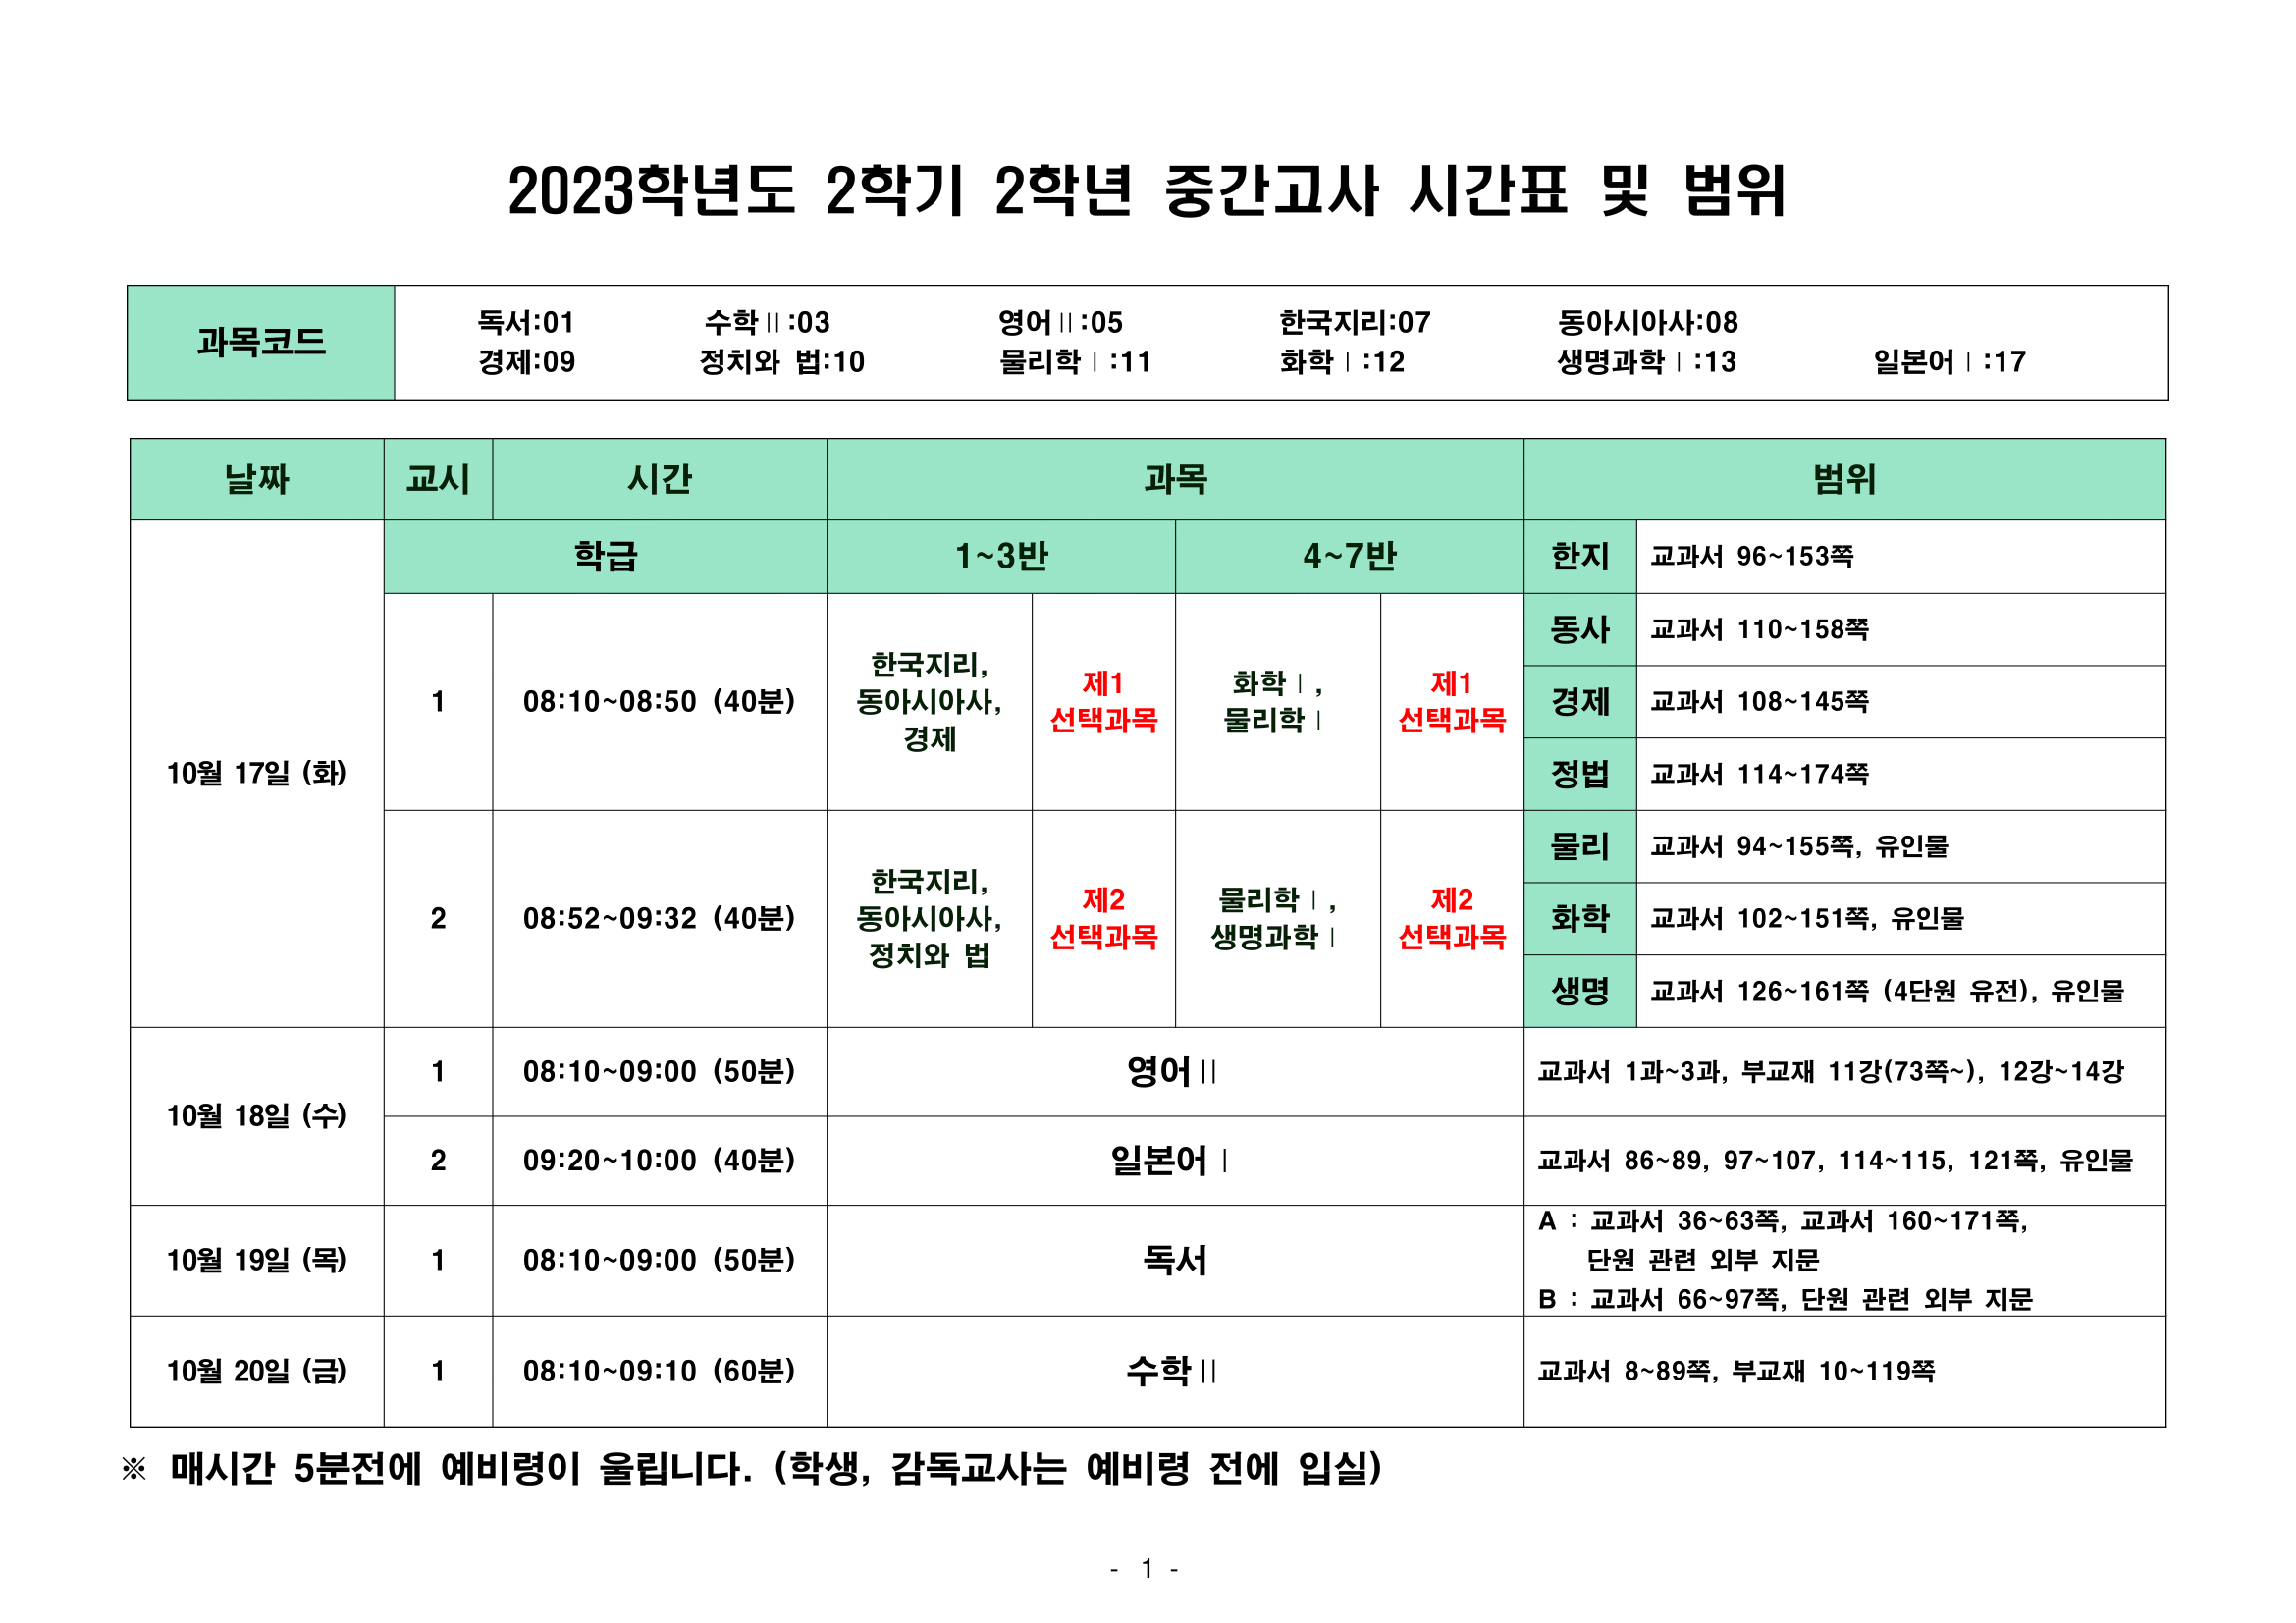 2023학년도 2학기 2학년 중간고사 시간표 및 범위
과목코드
독서:01 수학Ⅱ:03 영어Ⅱ:05 한국지리:07 동아시아사:08
경제:09 정치와 법:10 물리학Ⅰ:11 화학Ⅰ:12 생명과학Ⅰ:13 일본어Ⅰ:17
날짜 교시 시간 과목 범위
10월 17일 (화)
학급 1~3반 4~7반
1 08:10~08:50 (40분)
한국지리,
동아시아사,
경제
제1
선택과목
화학Ⅰ,
물리학Ⅰ
제1
선택과목
2 08:52~09:32 (40분)
한국지리,
동아시아사,
정치와 법
제2
선택과목
물리학Ⅰ,
생명과학Ⅰ
제2
선택과목
한지 교과서 96~153쪽
동사 교과서 110~158쪽
경제 교과서 108~145쪽
정법 교과서 114~174쪽
물리 교과서 94~155쪽, 유인물
화학 교과서 102~151쪽, 유인물
생명 교과서 126~161쪽 (4단원 유전), 유인물
10월 18일 (수)
1 08:10~09:00 (50분) 영어Ⅱ 교과서 1과~3과, 부교재 11강(73쪽~), 12강~14강
2 09:20~10:00 (40분) 일본어Ⅰ 교과서 86~89, 97~107, 114~115, 121쪽, 유인물
10월 19일 (목) 1 08:10~09:00 (50분) 독서
A : 교과서 36~63쪽, 교과서 160~171쪽,
단원 관련 외부 지문
B : 교과서 66~97쪽, 단원 관련 외부 지문
10월 20일 (금) 1 08:10~09:10 (60분) 수학Ⅱ 교과서 8~89쪽, 부교재 10~119쪽
※ 매시간 5분전에 예비령이 울립니다. (학생, 감독교사는 예비령 전에 입실)
- 1 -